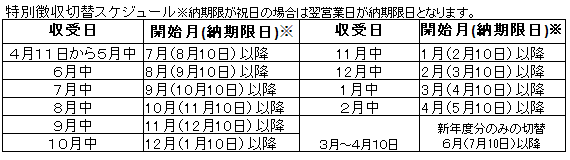 特別徴収切替スケジュール※納期限が祝日の場合は翌営業日が納期限日となります。
収受日 開始月(納期限日)※ 収受日 開始月(納期限日)※
4月11日から5月中 7月(8月10日)以降 11月中 1月(2月10日)以降
6月中 8月(9月10日)以降 12月中 2月(3月10日)以降
7月中 9月(10月10日)以降 1月中 3月(4月10日)以降
8月中 10月(11月10日)以降 2月中 4月(5月10日)以降
9月中 11月(12月10日)以降 3月～4月10日 新年度分のみの切替
10月中 12月(1月10日)以降 6月(7月10日)以降